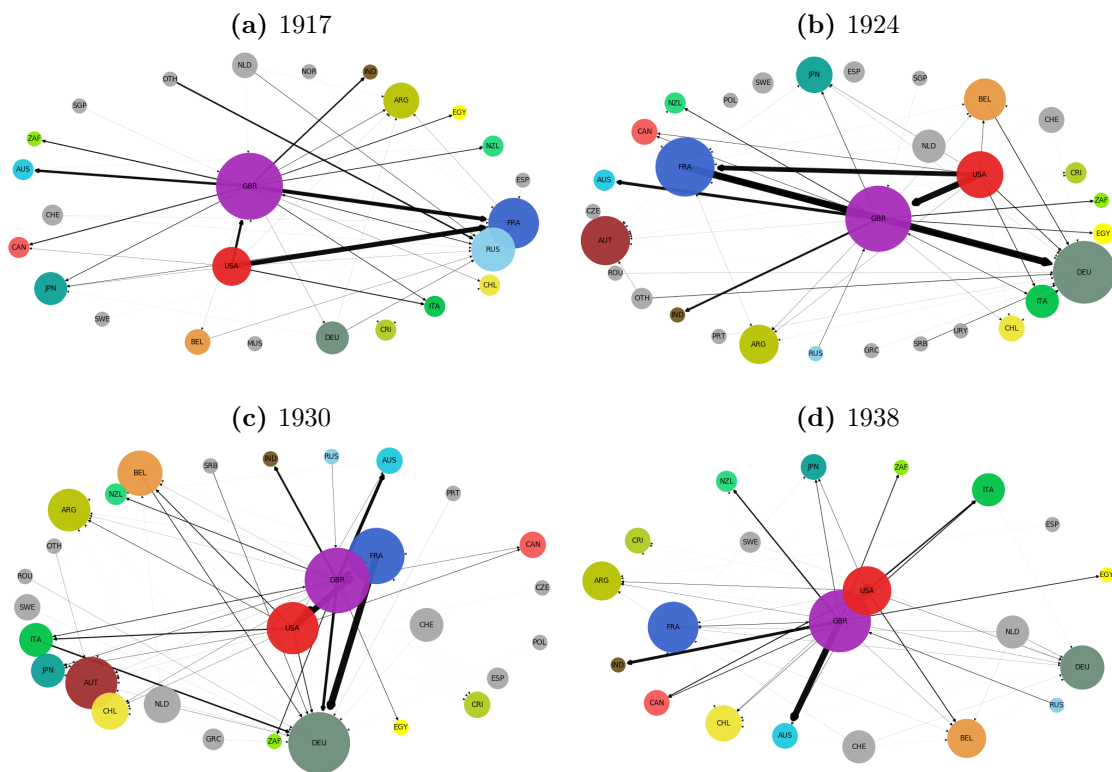 (a) 1917
NLD
NOR
IND
OTH
ARG
SGP
EGY
ZAF
NZL
AUS
GBR
ESP
CHE
FRA
CAN
RUS
USA
JPN
CHL
ITA
SWE
CRI
BEL
MUS
DEU
(b) 1924
SWE
JPN
ESP
SGP
POL
NZL
BEL
CHE
CAN
NLD
FRA
USA
CRI
AUS
ZAF
CZE
GBR
EGY
AUT
ROU
DEU
OTH
ITA
IND
URY
CHL
PRT
ARG
RUS
GRC
SRB
(c) 1930
BEL
SRB
IND
RUS
AUS
NZL
PRT
ARG
OTH
CAN
FRA
GBR
ROU
CZE
SWE
USA
CHE
ITA
POL
JPN
AUT
ESP
CHL
NLD
CRI
GRC
ZAF
DEU
EGY
(d) 1938
JPN
ZAF
NZL
ITA
ESP
CRI
SWE
ARG
EGY
USA
GBR
FRA
NLD
IND
DEU
CAN
RUS
CHL
AUS
CHE
BEL